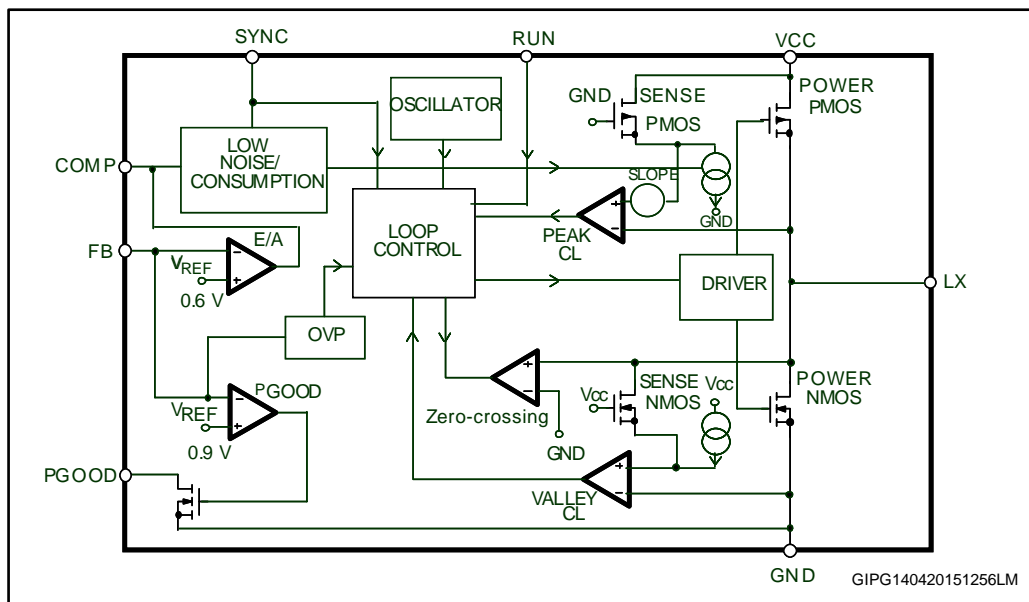 SYNC
RUN
VCC
OSCILLATOR
GND
SENSE
PMOS
POWER
PMOS
LOW
NOISE/
CONSUMPTION
COMP
SLOPE
+
-
PEAK
CL
GND
LOOP
CONTROL
FB
E/A
-
VREF
+
0.6 V
DRIVER
LX
OVP
PGOOD
-
VREF
+
0.9 V
+
-
Zero-crossing
GND
Vcc
SENSE
NMOS
Vcc
POWER
NMOS
PGOOD
+
-
VALLEY
CL
GND
GIPG140420151256LM